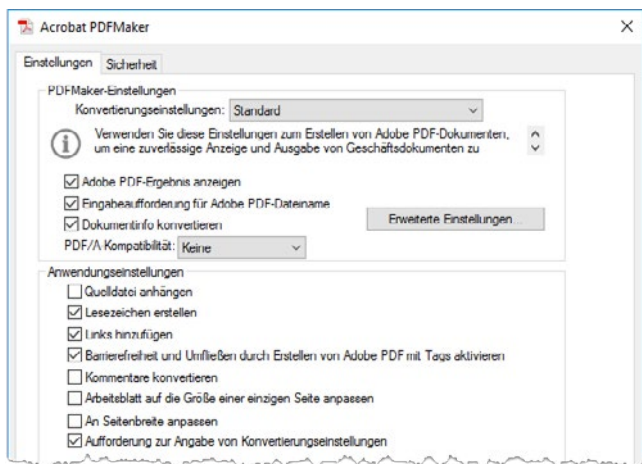 Acrobat PDFMaker
Einstellungen Sicherheit
PDFMaker-Einstellungen
Konvertierungseinstellungen: Standard
Verwenden Sie diese Einstellungen zum Erstellen von Adobe PDF-Dokumenten,
um eine zuverlässige Anzeige und Ausgabe von Geschäftsdokumenten zu
Adobe PDF-Ergebnis anzeigen
Eingabeaufforderung für Adobe PDF-Dateiname
Dokumentinfo konvertieren
Erweiterte Einstellungen...
PDF/A Kompatibilität: Keine
Anwendungseinstellungen
Quelldatei anhängen
Lesezeichen erstellen
Links hinzufügen
Barrierefreiheit und Umfließen durch Erstellen von Adobe PDF mit Tags aktivieren
Kommentare konvertieren
Arbeitsblatt auf die Größe einer einzigen Seite anpassen
An Seitenbreite anpassen
Aufforderung zur Angabe von Konvertierungseinstellungen